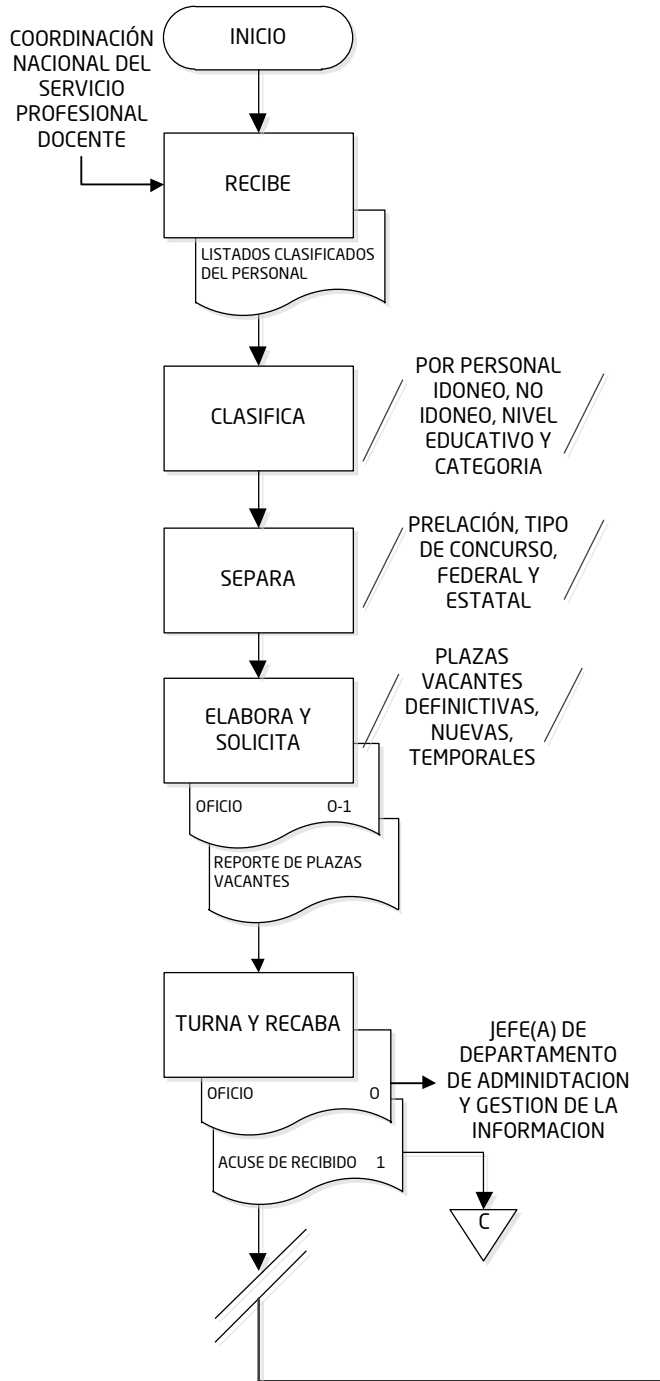 COORDINACIÓN
NACIONAL DEL
SERVICIO
PROFESIONAL
DOCENTE
INICIO
RECIBE
LISTADOS CLASIFICADOS
DEL PERSONAL
CLASIFICA
POR PERSONAL
IDONEO, NO
IDONEO, NIVEL
EDUCATIVO Y
CATEGORIA
SEPARA
PRELACIÓN, TIPO
DE CONCURSO,
FEDERAL Y
ESTATAL
ELABORA Y
SOLICITA
PLAZAS
VACANTES
DEFINICTIVAS,
NUEVAS,
TEMPORALES
OFICIO 0-1
REPORTE DE PLAZAS
VACANTES
TURNA Y RECABA
OFICIO 0
JEFE(A) DE
DEPARTAMENTO
DE ADMINIDTACION
Y GESTION DE LA
INFORMACION
ACUSE DE RECIBIDO 1
C